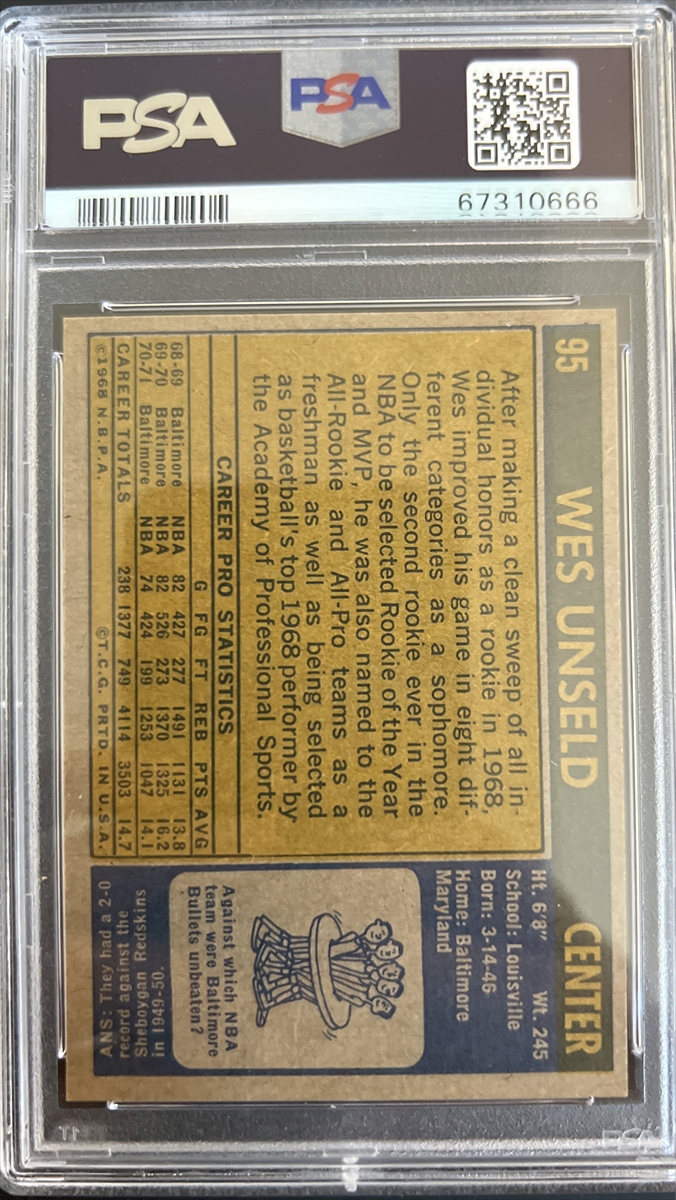 PSA
PSA
67310666
95 WES UNSELD CENTER
After making a clean sweep of all in-
dividual honors as a rookie in 1968,
Wes improved his game in eight dif-
ferent categories as a sophomore.
Only the second rookie ever in the
NBA to be selected Rookie of the Year
and MVP, he was also named to the
All-Rookie and All-Pro teams as a
freshman as well as being selected
as basketball's top 1968 performer by
the Academy of Professional Sports.
CAREER PRO STATISTICS
G FG FT REB PTS AVG
68-69 Baltimore NBA 82 427 277 1491 1131 13.8
69-70 Baltimore NBA 82 526 273 1370 1325 16.2
70-71 Baltimore NBA 74 424 199 1253 1047 14.1
CAREER TOTALS 238 1377 749 4114 3503 14.7
©1968 N.B.P.A. ©T.C.G. PRTD. IN U.S.A.
Ht. 6'8" Wt. 245
School: Louisville
Born: 3-14-46
Home: Baltimore
Maryland
Against which NBA
team were Baltimore
Bullets unbeaten?
ANS: They had a 2-0
record against the
Sheboygan Redskins
in 1949-50.
PSA